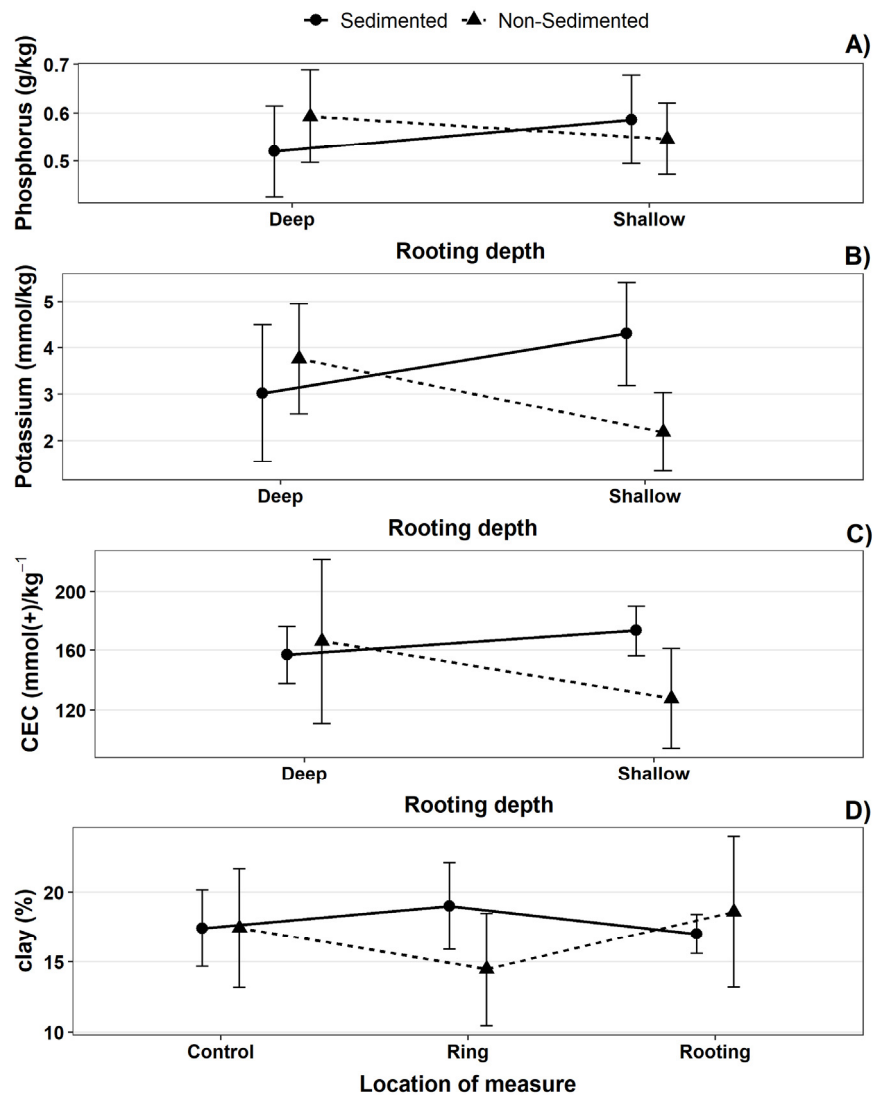 Sedimented Non-Sedimented
A)
Phosphorus (g/kg)
0.7
0.6
0.5
Deep Shallow
Rooting depth
B)
Potassium (mmol/kg)
5
4
3
2
Deep Shallow
Rooting depth
C)
CEC (mmol(+)/kg⁻¹
200
160
120
Deep Shallow
Rooting depth
D)
clay (%)
20
15
10
Control Ring Rooting
Location of measure